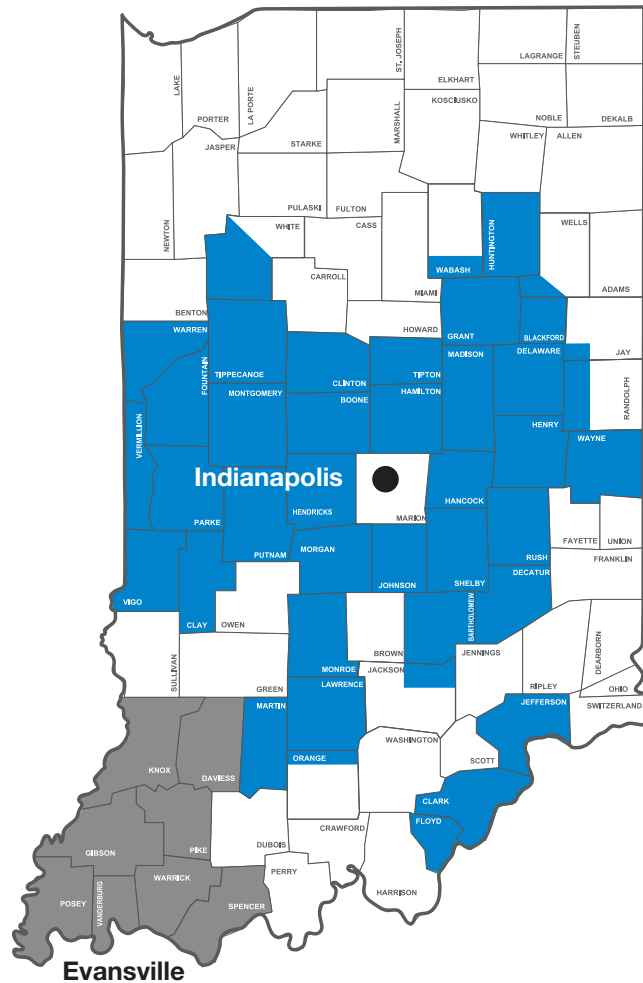 ST. JOSEPH
STEUBEN
LAGRANGE
LAKE
LA PORTE
ELKHART
KOSCIUSKO
PORTER
MARSHALL
NOBLE
DEKALB
JASPER
STARKE
WHITLEY
ALLEN
NEWTON
PULASKI
FULTON
WHITE
CASS
WELLS
HUNTINGTON
WABASH
CARROLL
MIAMI
ADAMS
BENTON
WARREN
HOWARD
GRANT
BLACKFORD
MADISON
DELAWARE
JAY
FOUNTAIN
TIPPECANOE
CLINTON
TIPTON
MONTGOMERY
BOONE
HAMILTON
RANDOLPH
VERMILLION
HENRY
WAYNE
Indianapolis
HANCOCK
HENDRICKS
MARION
PARKE
FAYETTE
UNION
PUTNAM
MORGAN
RUSH
FRANKLIN
JOHNSON
SHELBY
DECATUR
VIGO
CLAY
OWEN
BARTHOLOMEW
BROWN
JENNINGS
DEARBORN
SULLIVAN
MONROE
JACKSON
GREEN
LAWRENCE
RIPLEY
OHIO
MARTIN
JEFFERSON
SWITZERLAND
WASHINGTON
SCOTT
ORANGE
KNOX
DAVIESS
CLARK
FLOYD
CRAWFORD
DUBOIS
PIKE
GIBSON
PERRY
WARRICK
HARRISON
POSEY
VANDERBURG
SPENCER
Evansville